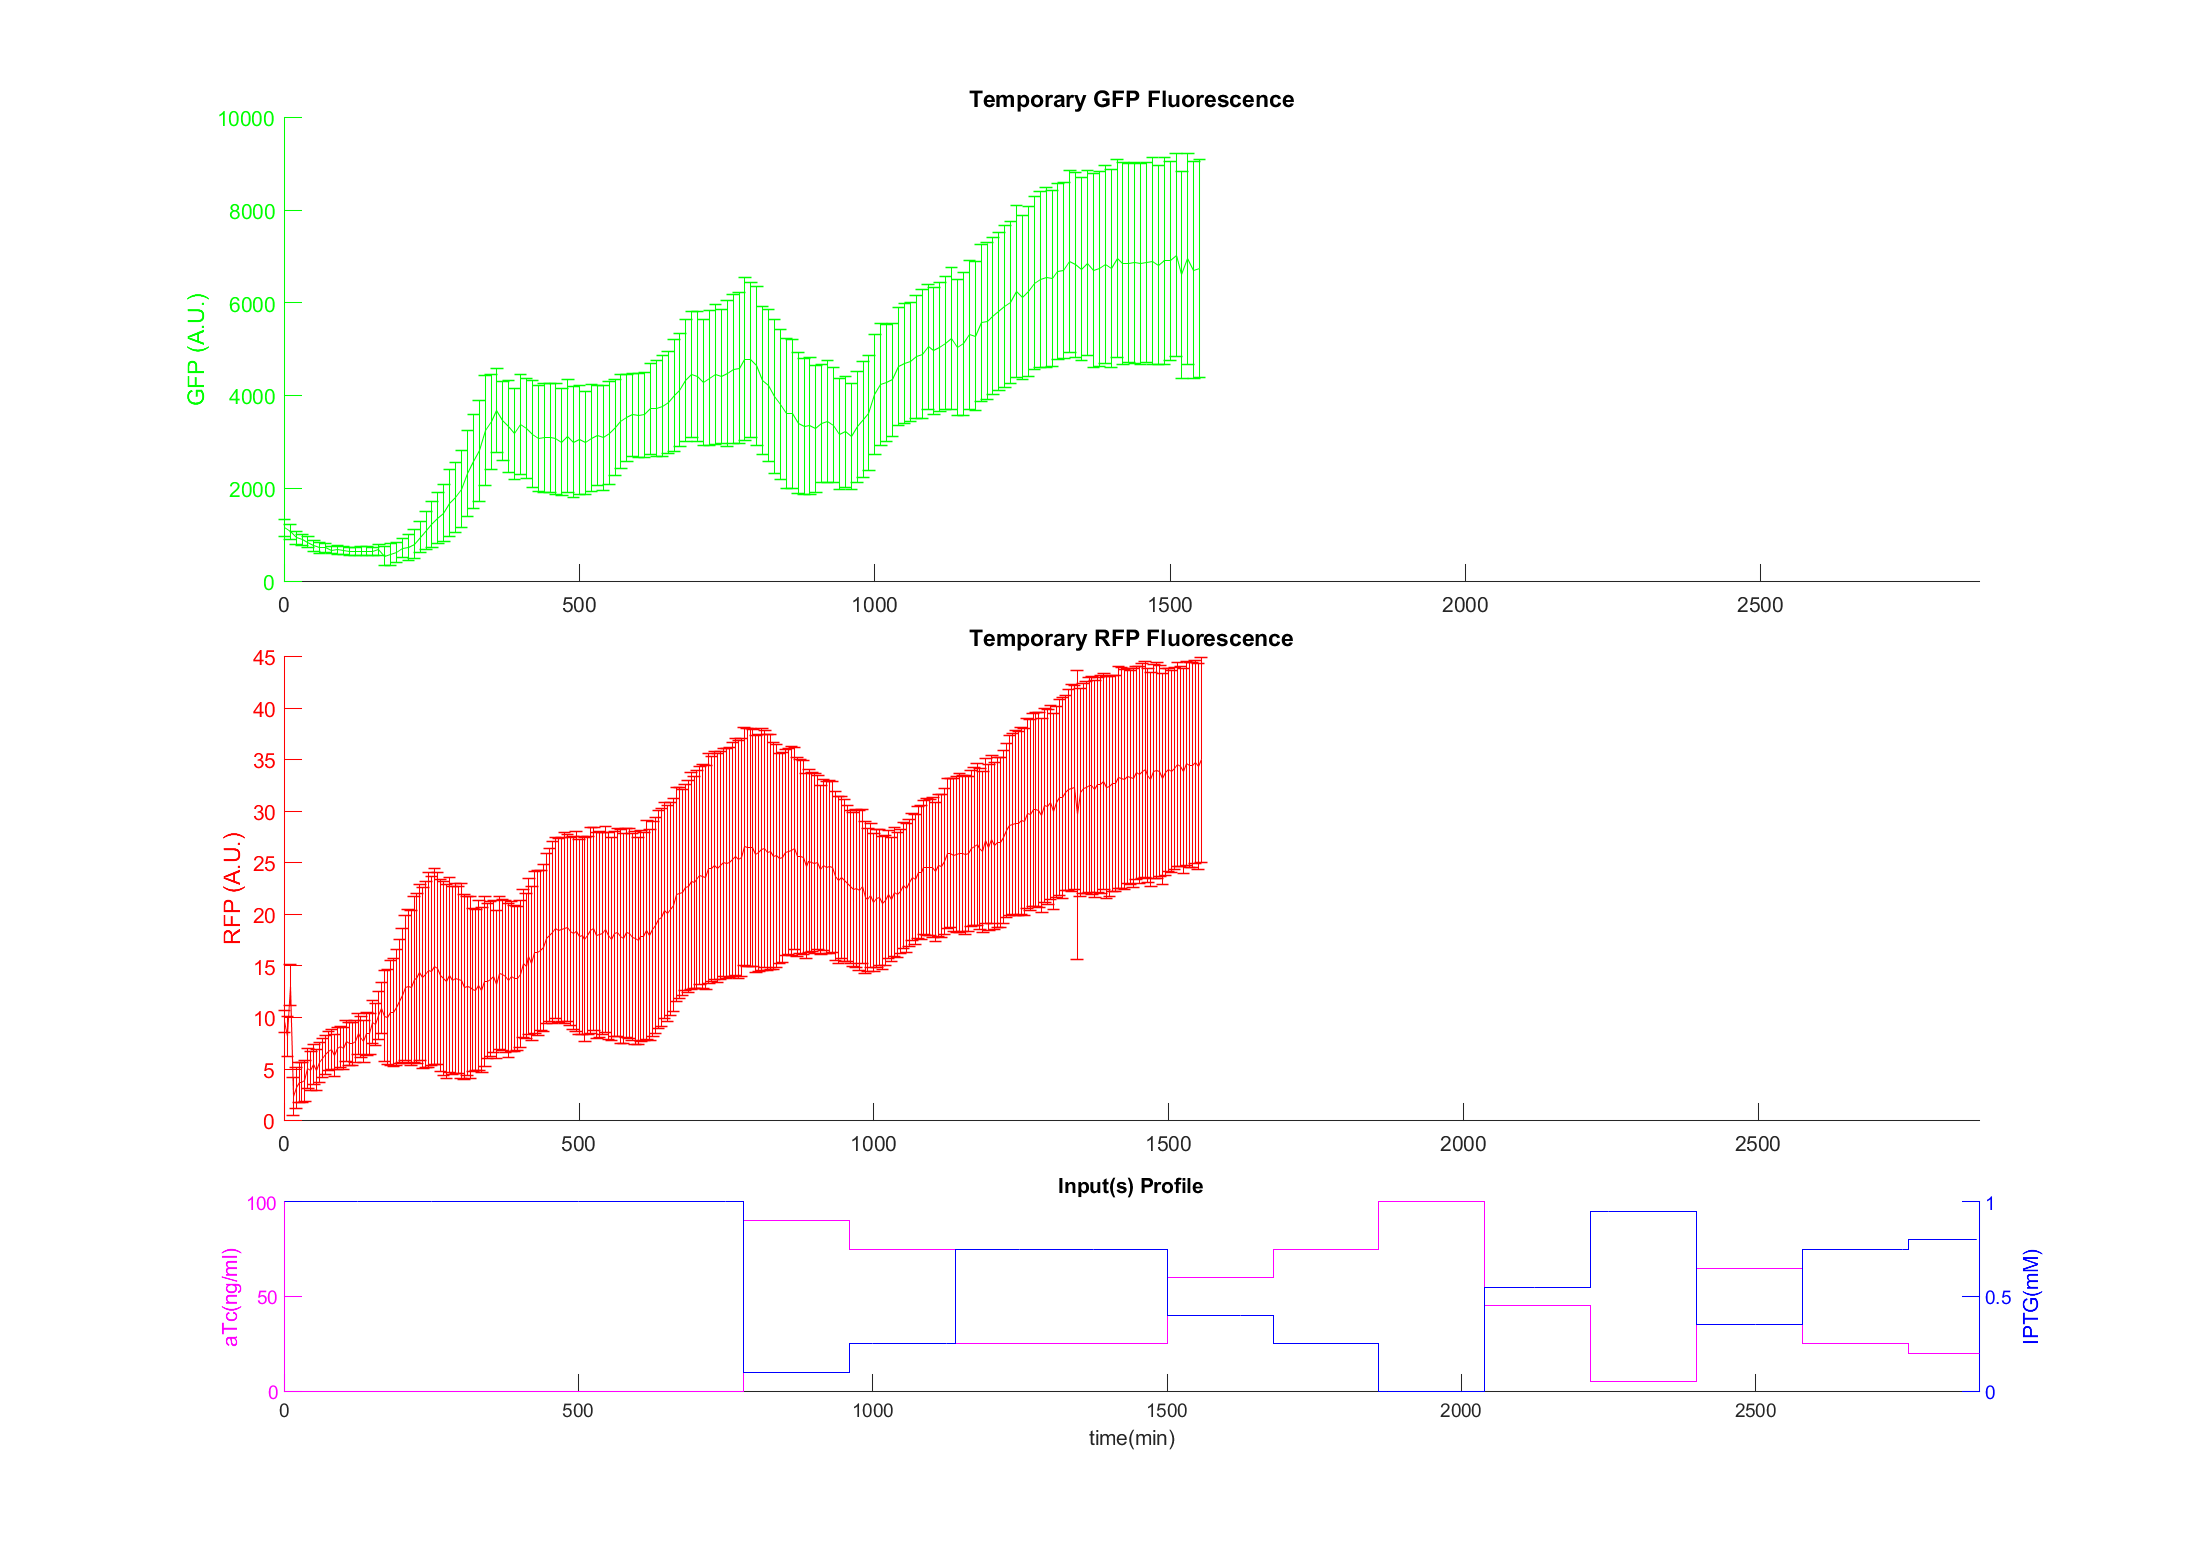 Temporary GFP Fluorescence
10000
8000
6000
4000
2000
0
GFP (A.U.)
0 500 1000 1500 2000 2500
Temporary RFP Fluorescence
45
40
35
30
25
20
15
10
5
0
RFP (A.U.)
0 500 1000 1500 2000 2500
Input(s) Profile
100
50
0
aTc(ng/ml)
1
0.5
0
IPTG(mM)
0 500 1000 1500 2000 2500
time(min)